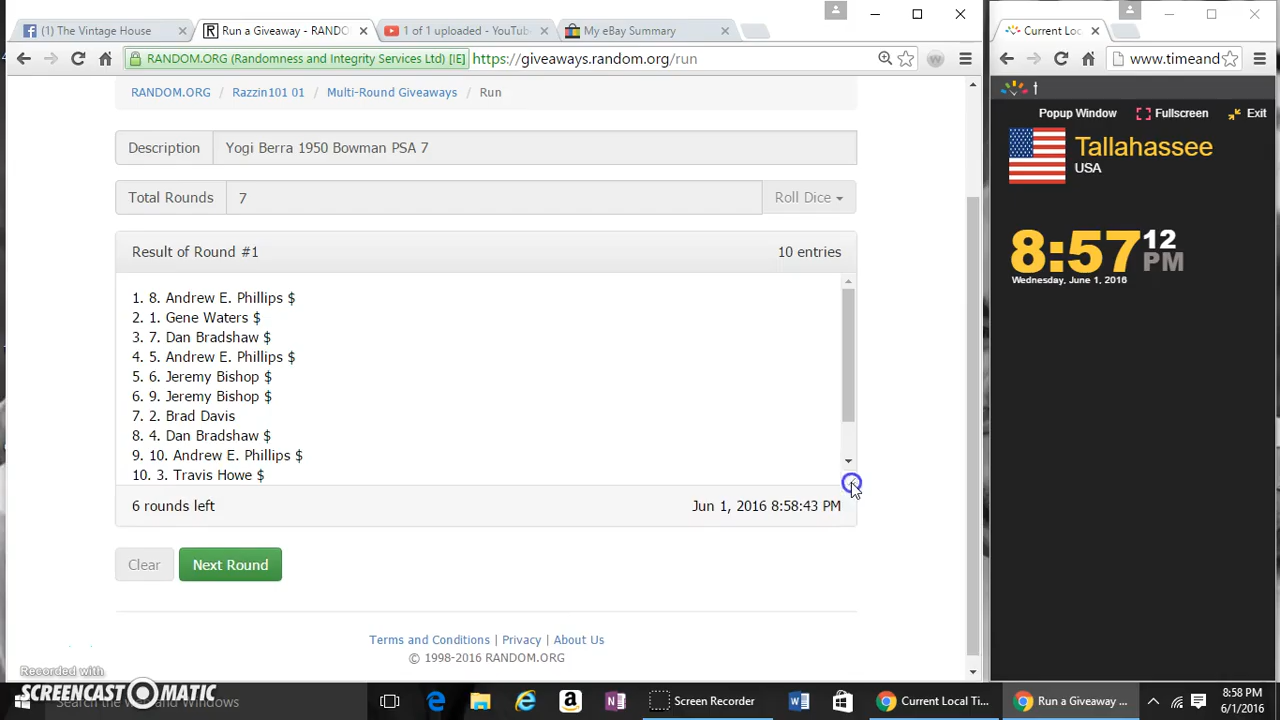 (1) The Vintage House
Run a Giveaway - RANDO
1 of 1 uploaded - YouTub
My eBay Summary
Current Loc
RANDOM.ORG (Randomness and Integrity Services Ltd) [IE]
https://giveaways.random.org/run
www.timeand
RANDOM.ORG / Razzin101 01 / Multi-Round Giveaways / Run
Popup Window Fullscreen Exit
Description Yogi Berra 1950 Bowman PSA 7
Tallahassee
USA
Total Rounds 7 Roll Dice
Result of Round #1 10 entries
8:57 12 PM
Wednesday, June 1, 2016
1. 8. Andrew E. Phillips $
2. 1. Gene Waters $
3. 7. Dan Bradshaw $
4. 5. Andrew E. Phillips $
5. 6. Jeremy Bishop $
6. 9. Jeremy Bishop $
7. 2. Brad Davis
8. 4. Dan Bradshaw $
9. 10. Andrew E. Phillips $
10. 3. Travis Howe $
6 rounds left Jun 1, 2016 8:58:43 PM
Clear Next Round
Terms and Conditions | Privacy | About Us
© 1998-2016 RANDOM.ORG
Recorded with
SCREENCAST-O-MATIC
Windows
Screen Recorder
Current Local Ti...
Run a Giveaway ...
8:58 PM
6/1/2016